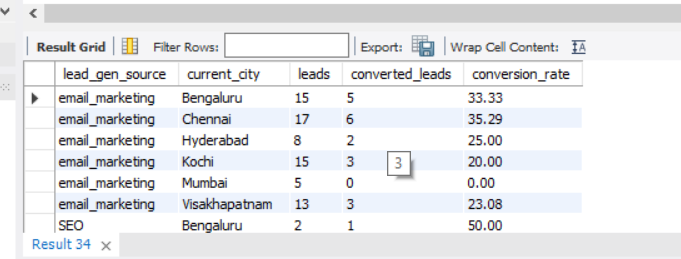 Result Grid Filter Rows: Export: Wrap Cell Content: IA
lead_gen_source current_city leads converted_leads conversion_rate
email_marketing Bengaluru 15 5 33.33
email_marketing Chennai 17 6 35.29
email_marketing Hyderabad 8 2 25.00
email_marketing Kochi 15 3 3 20.00
email_marketing Mumbai 5 0 0.00
email_marketing Visakhapatnam 13 3 23.08
SEO Bengaluru 2 1 50.00
Result 34 ×